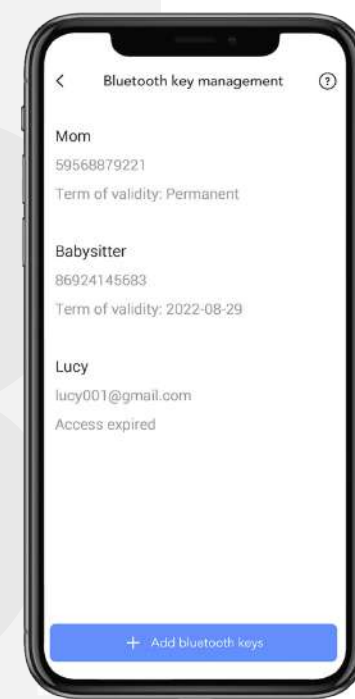 Bluetooth key management
Mom
59568879221
Term of validity: Permanent
Babysitter
86924145683
Term of validity: 2022-08-29
Lucy
lucy001@gmail.com
Access expired
+ Add bluetooth keys